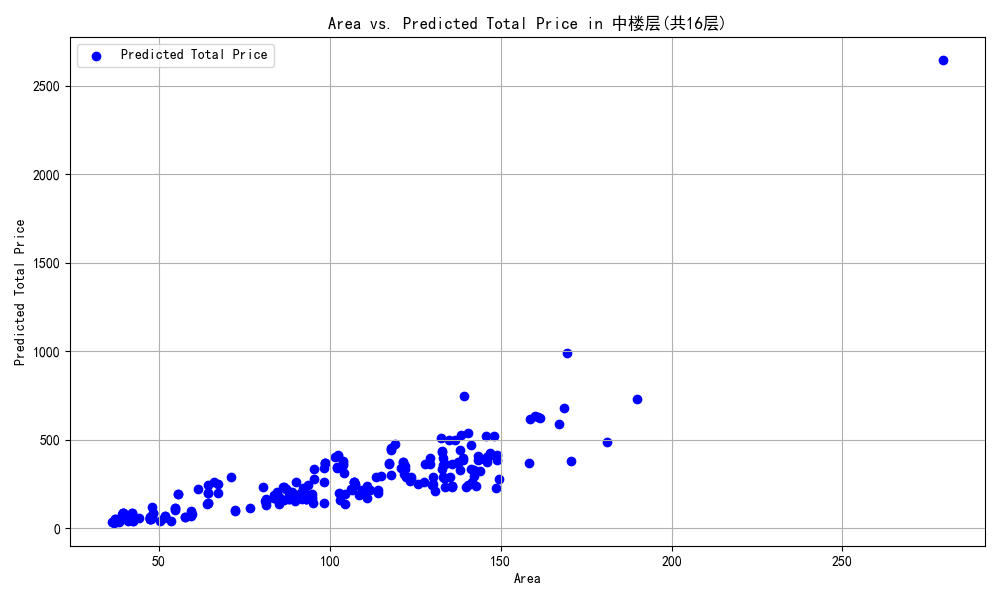 Area vs. Predicted Total Price in 中楼层(共16层)
Predicted Total Price
Predicted Total Price
2500
2000
1500
1000
500
0
50 100 150 200 250
Area